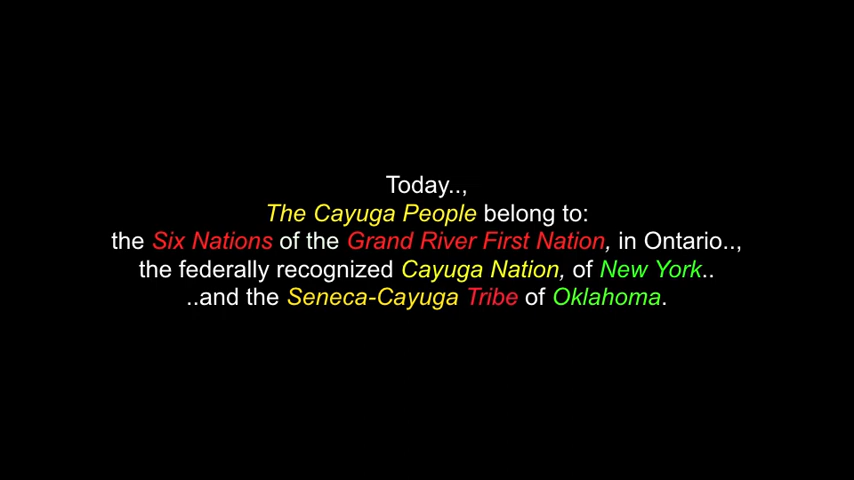 Today..,
The Cayuga People belong to:
the Six Nations of the Grand River First Nation, in Ontario..,
the federally recognized Cayuga Nation, of New York..
..and the Seneca-Cayuga Tribe of Oklahoma.